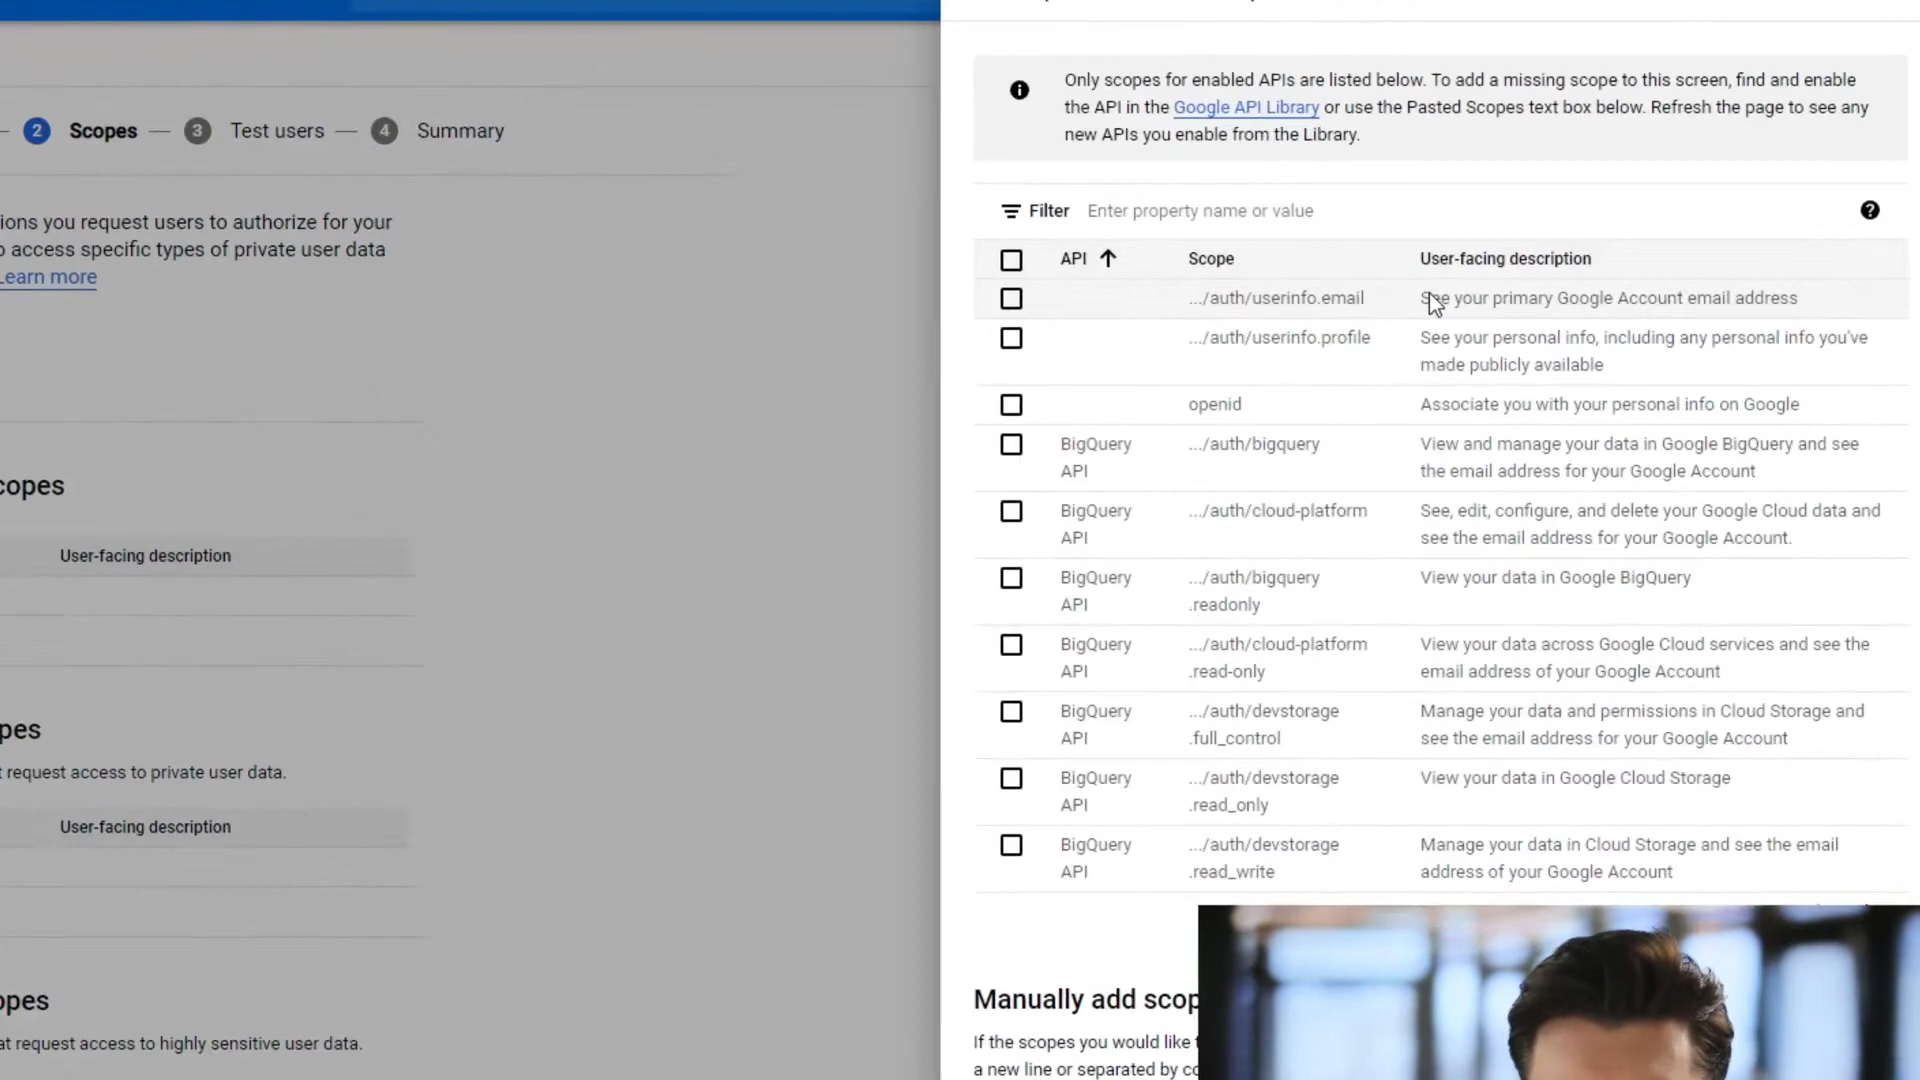 2 Scopes — 3 Test users — 4 Summary
ions you request users to authorize for your
o access specific types of private user data
Learn more
copes
User-facing description
pes
t request access to private user data.
User-facing description
opes
at request access to highly sensitive user data.
Only scopes for enabled APIs are listed below. To add a missing scope to this screen, find and enable
the API in the Google API Library or use the Pasted Scopes text box below. Refresh the page to see any
new APIs you enable from the Library.
Filter Enter property name or value
API Scope User-facing description
.../auth/userinfo.email See your primary Google Account email address
.../auth/userinfo.profile See your personal info, including any personal info you've
made publicly available
openid Associate you with your personal info on Google
BigQuery .../auth/bigquery View and manage your data in Google BigQuery and see
API the email address for your Google Account
BigQuery .../auth/cloud-platform See, edit, configure, and delete your Google Cloud data and
API see the email address for your Google Account.
BigQuery .../auth/bigquery View your data in Google BigQuery
API .readonly
BigQuery .../auth/cloud-platform View your data across Google Cloud services and see the
API .read-only email address of your Google Account
BigQuery .../auth/devstorage Manage your data and permissions in Cloud Storage and
API .full_control see the email address for your Google Account
BigQuery .../auth/devstorage View your data in Google Cloud Storage
API .read_only
BigQuery .../auth/devstorage Manage your data in Cloud Storage and see the email
API .read_write address of your Google Account
Manually add scop
If the scopes you would like
a new line or separated by co